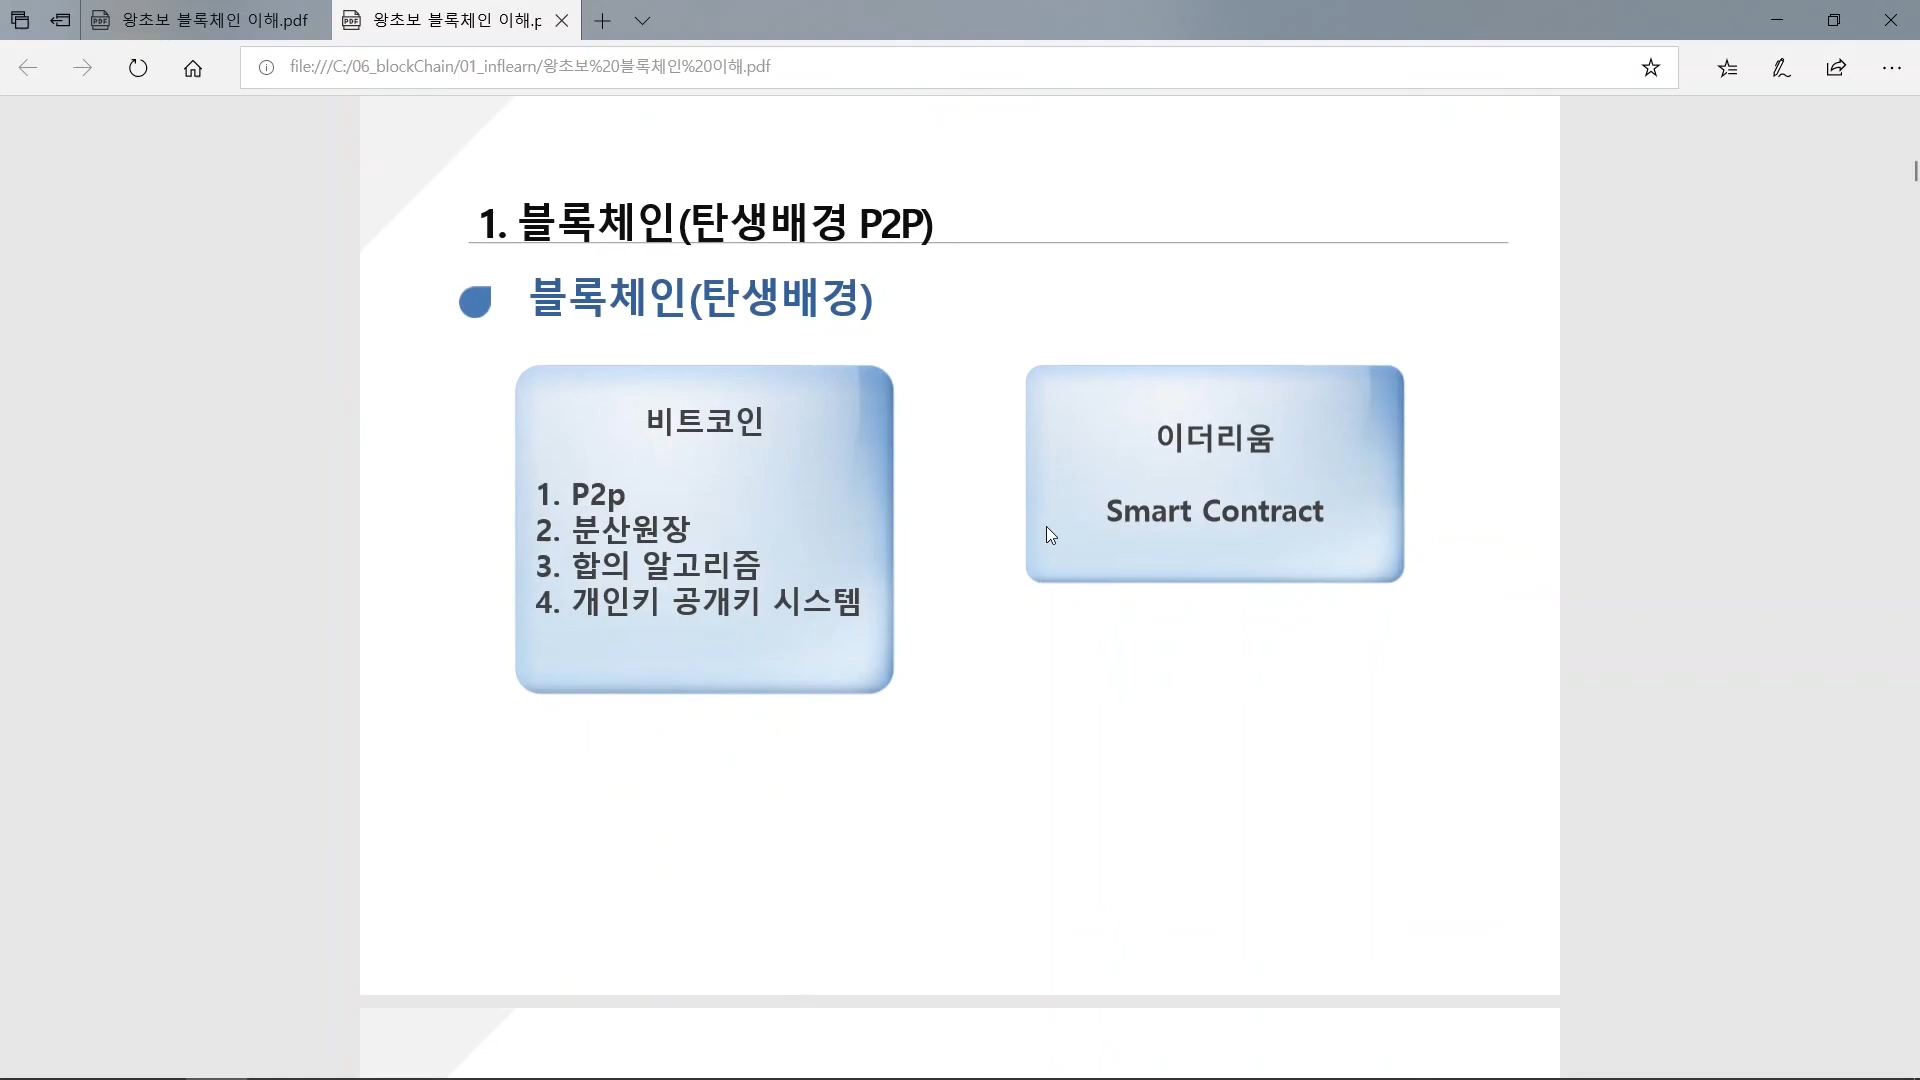 왕초보 블록체인 이해.pdf
왕초보 블록체인 이해.p
file:///C:/06_blockChain/01_inflearn/왕초보%20블록체인%20이해.pdf
1. 블록체인(탄생배경 P2P)
블록체인(탄생배경)
비트코인
1. P2p
2. 분산원장
3. 합의 알고리즘
4. 개인키 공개키 시스템
이더리움
Smart Contract